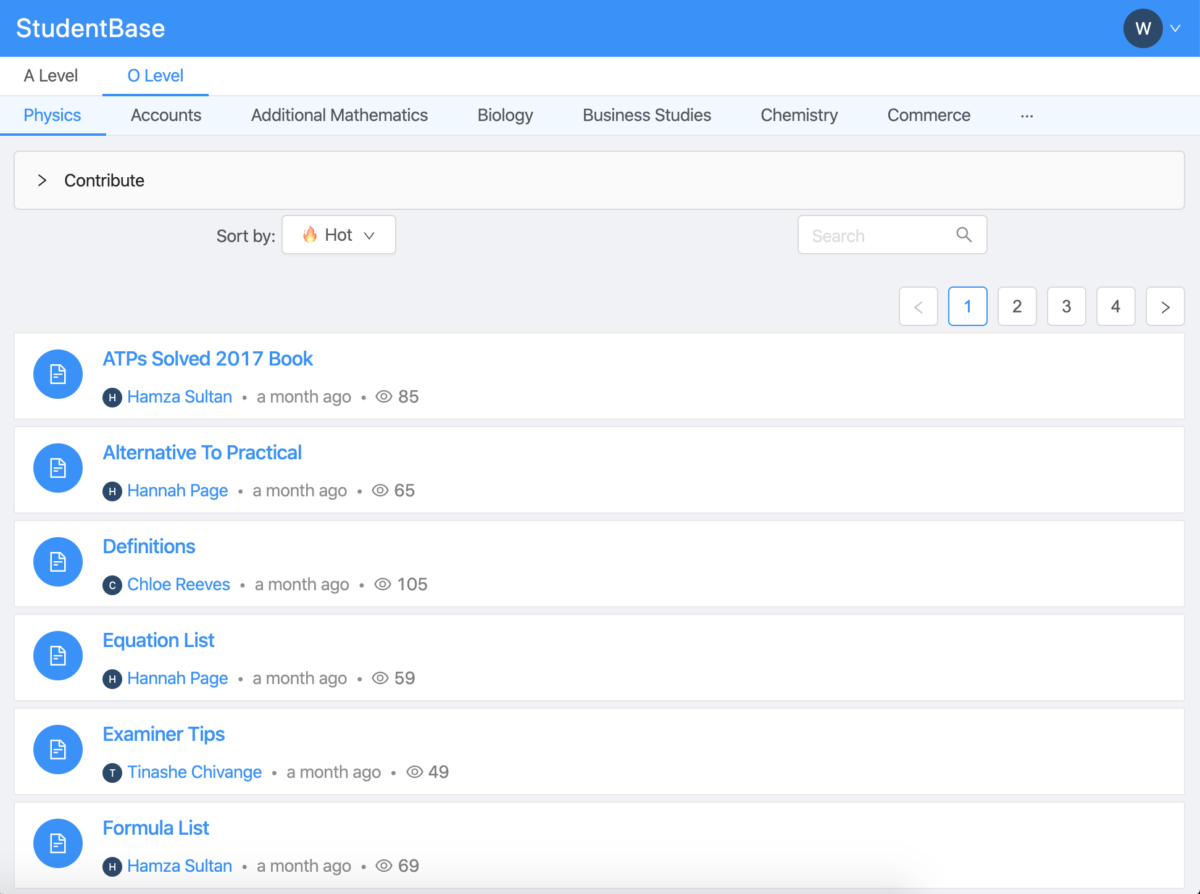 StudentBase W
A Level O Level
Physics Accounts Additional Mathematics Biology Business Studies Chemistry Commerce ...
Contribute
Sort by: 🔥 Hot Search
< 1 2 3 4 >
ATPs Solved 2017 Book
H Hamza Sultan • a month ago • 85
Alternative To Practical
H Hannah Page • a month ago • 65
Definitions
C Chloe Reeves • a month ago • 105
Equation List
H Hannah Page • a month ago • 59
Examiner Tips
T Tinashe Chivange • a month ago • 49
Formula List
H Hamza Sultan • a month ago • 69